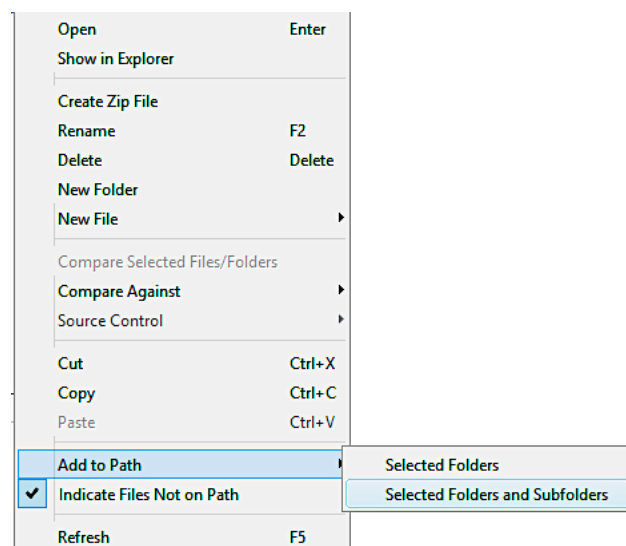 Open Enter
Show in Explorer
Create Zip File
Rename F2
Delete Delete
New Folder
New File
Compare Selected Files/Folders
Compare Against
Source Control
Cut Ctrl+X
Copy Ctrl+C
Paste Ctrl+V
Add to Path Selected Folders
Indicate Files Not on Path Selected Folders and Subfolders
Refresh F5